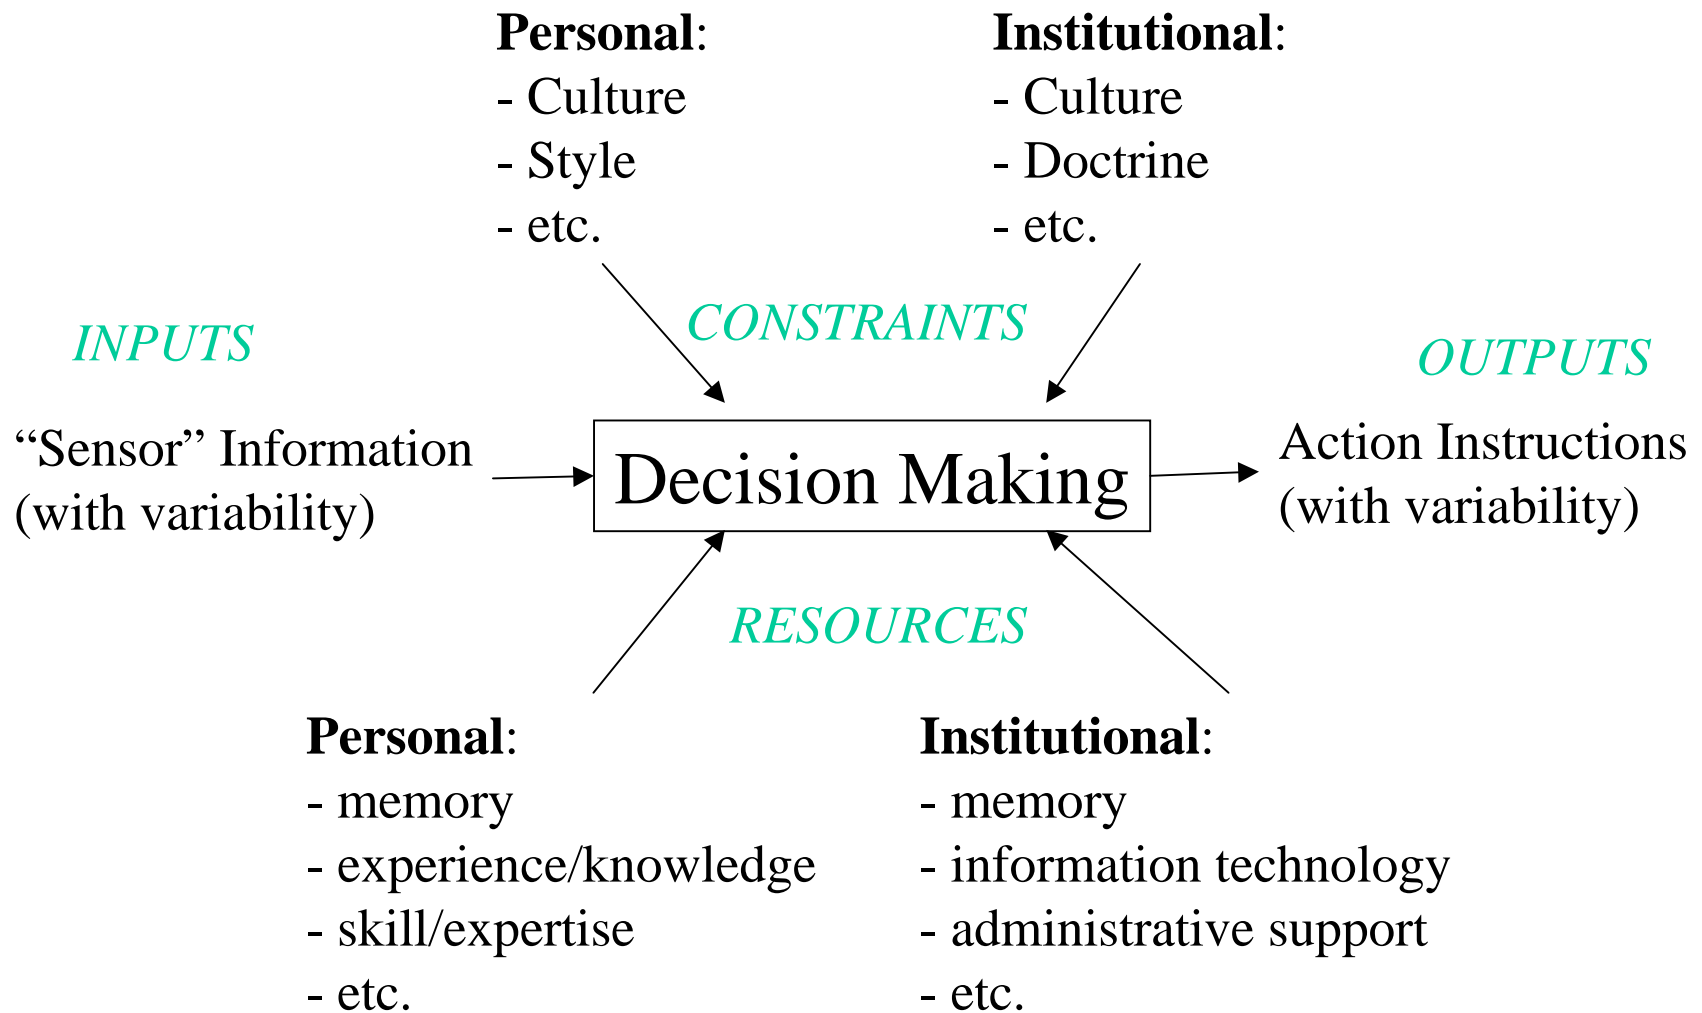 Personal:
- Culture
- Style
- etc.
Institutional:
- Culture
- Doctrine
- etc.
CONSTRAINTS
INPUTS
“Sensor” Information
(with variability)
Decision Making
OUTPUTS
Action Instructions
(with variability)
RESOURCES
Personal:
- memory
- experience/knowledge
- skill/expertise
- etc.
Institutional:
- memory
- information technology
- administrative support
- etc.